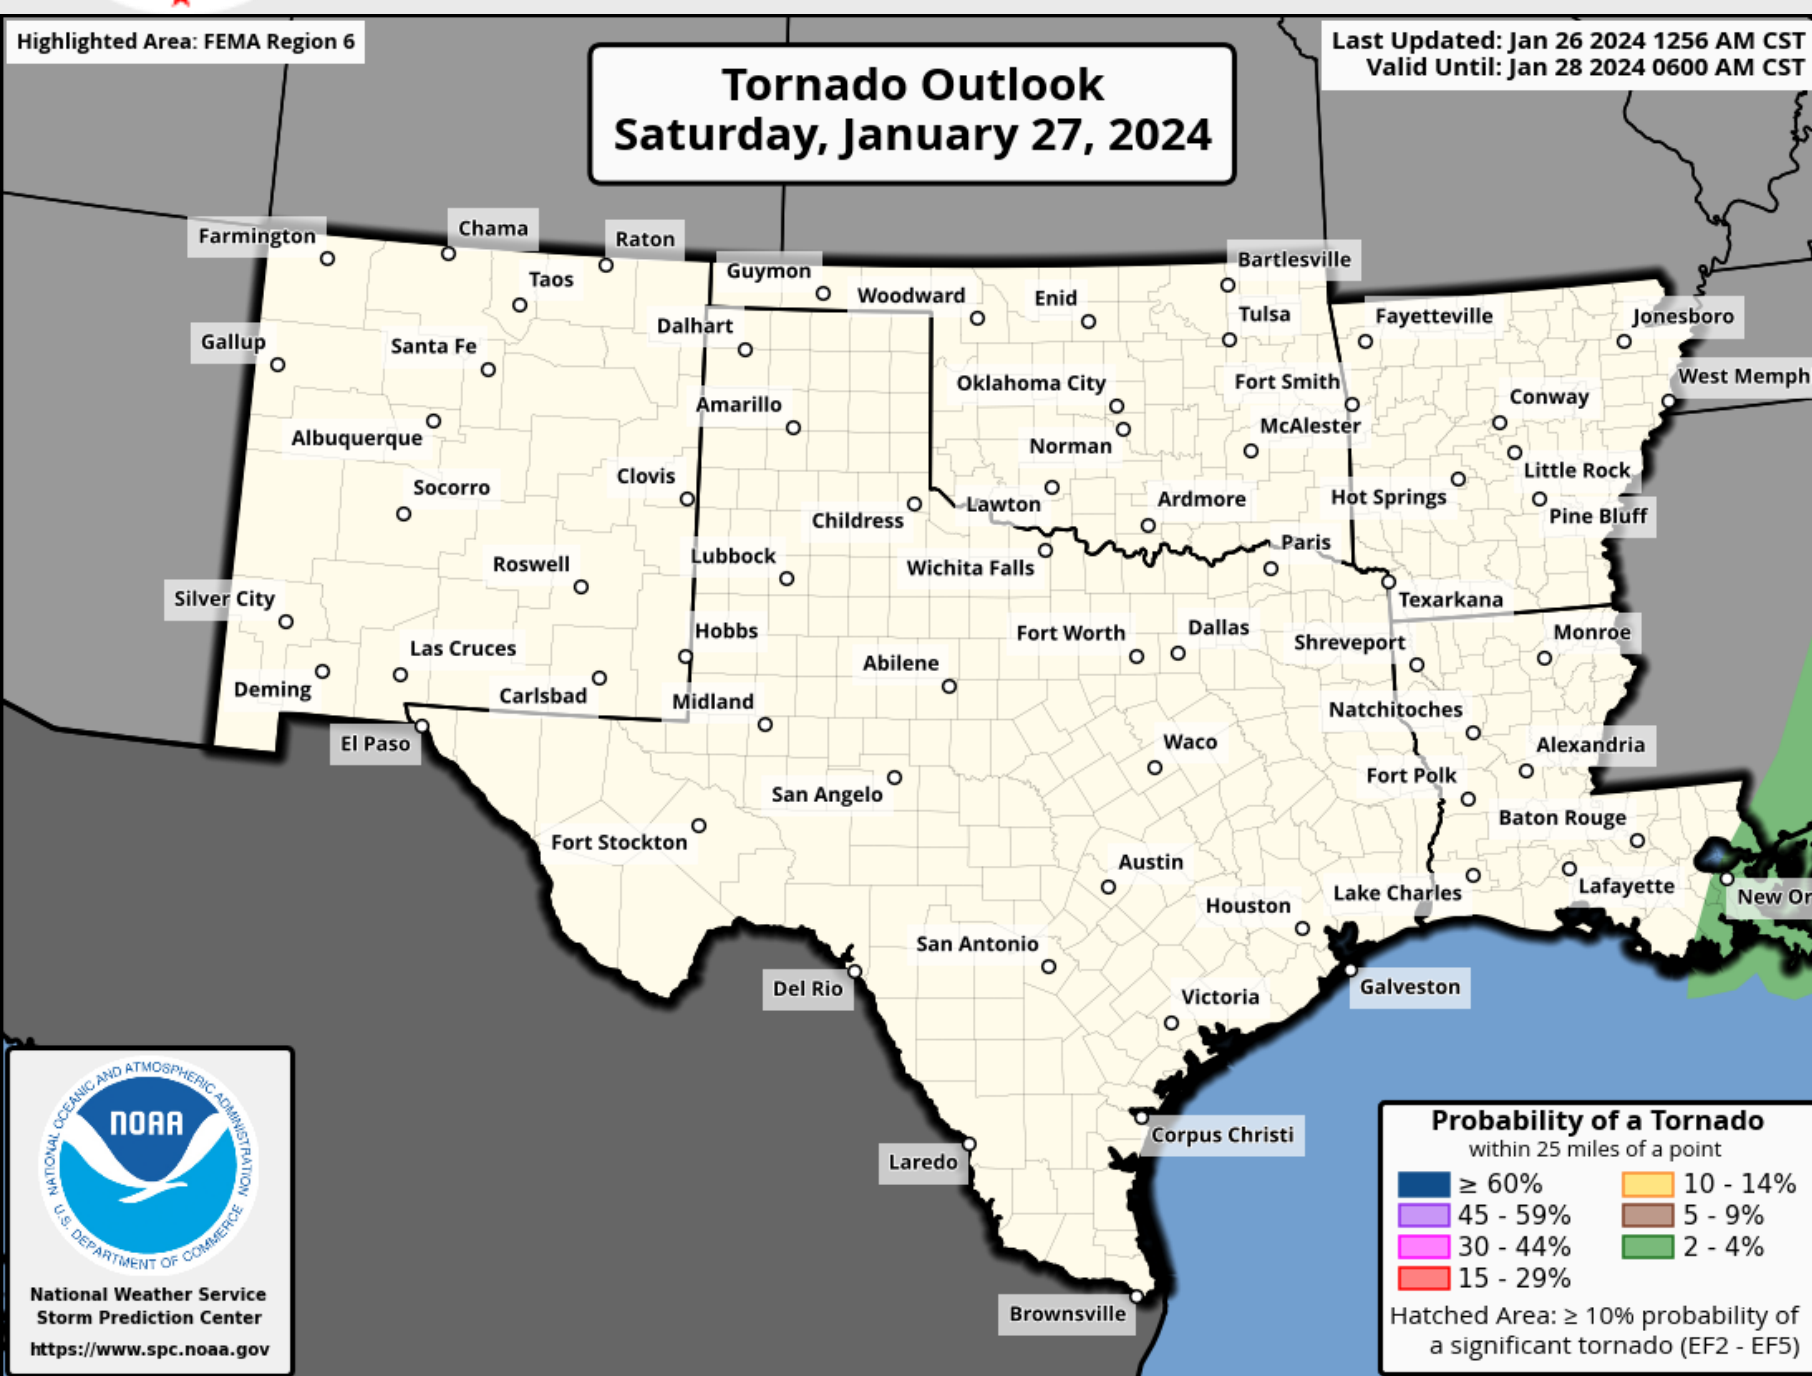 Highlighted Area: FEMA Region 6
Tornado Outlook
Saturday, January 27, 2024
Last Updated: Jan 26 2024 1256 AM CST
Valid Until: Jan 28 2024 0600 AM CST
Farmington
Chama
Raton
Taos
Guymon
Woodward
Enid
Bartlesville
Tulsa
Fayetteville
Jonesboro
Gallup
Santa Fe
Dalhart
Oklahoma City
Fort Smith
West Memph
Conway
Amarillo
Albuquerque
Norman
McAlester
Little Rock
Clovis
Socorro
Childress
Lawton
Ardmore
Hot Springs
Pine Bluff
Roswell
Lubbock
Wichita Falls
Paris
Silver City
Texarkana
Las Cruces
Hobbs
Abilene
Fort Worth
Dallas
Shreveport
Monroe
Deming
Carlsbad
Midland
Natchitoches
El Paso
Waco
Alexandria
San Angelo
Fort Polk
Fort Stockton
Baton Rouge
Austin
Lake Charles
Lafayette
New Or
Houston
San Antonio
Del Rio
Victoria
Galveston
Corpus Christi
Laredo
Brownsville
NATIONAL OCEANIC AND ATMOSPHERIC ADMINISTRATION
NOAA
U.S. DEPARTMENT OF COMMERCE
National Weather Service
Storm Prediction Center
https://www.spc.noaa.gov
Probability of a Tornado
within 25 miles of a point
≥ 60% 10 - 14%
45 - 59% 5 - 9%
30 - 44% 2 - 4%
15 - 29%
Hatched Area: ≥ 10% probability of
a significant tornado (EF2 - EF5)